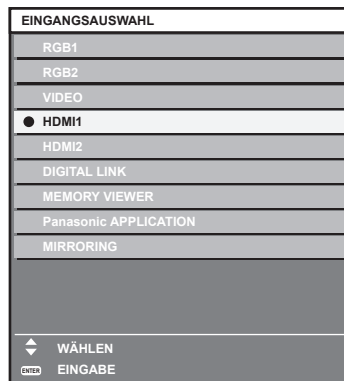 EINGANGSAUSWAHL
RGB1
RGB2
VIDEO
HDMI1
HDMI2
DIGITAL LINK
MEMORY VIEWER
Panasonic APPLICATION
MIRRORING
WÄHLEN
ENTER EINGABE